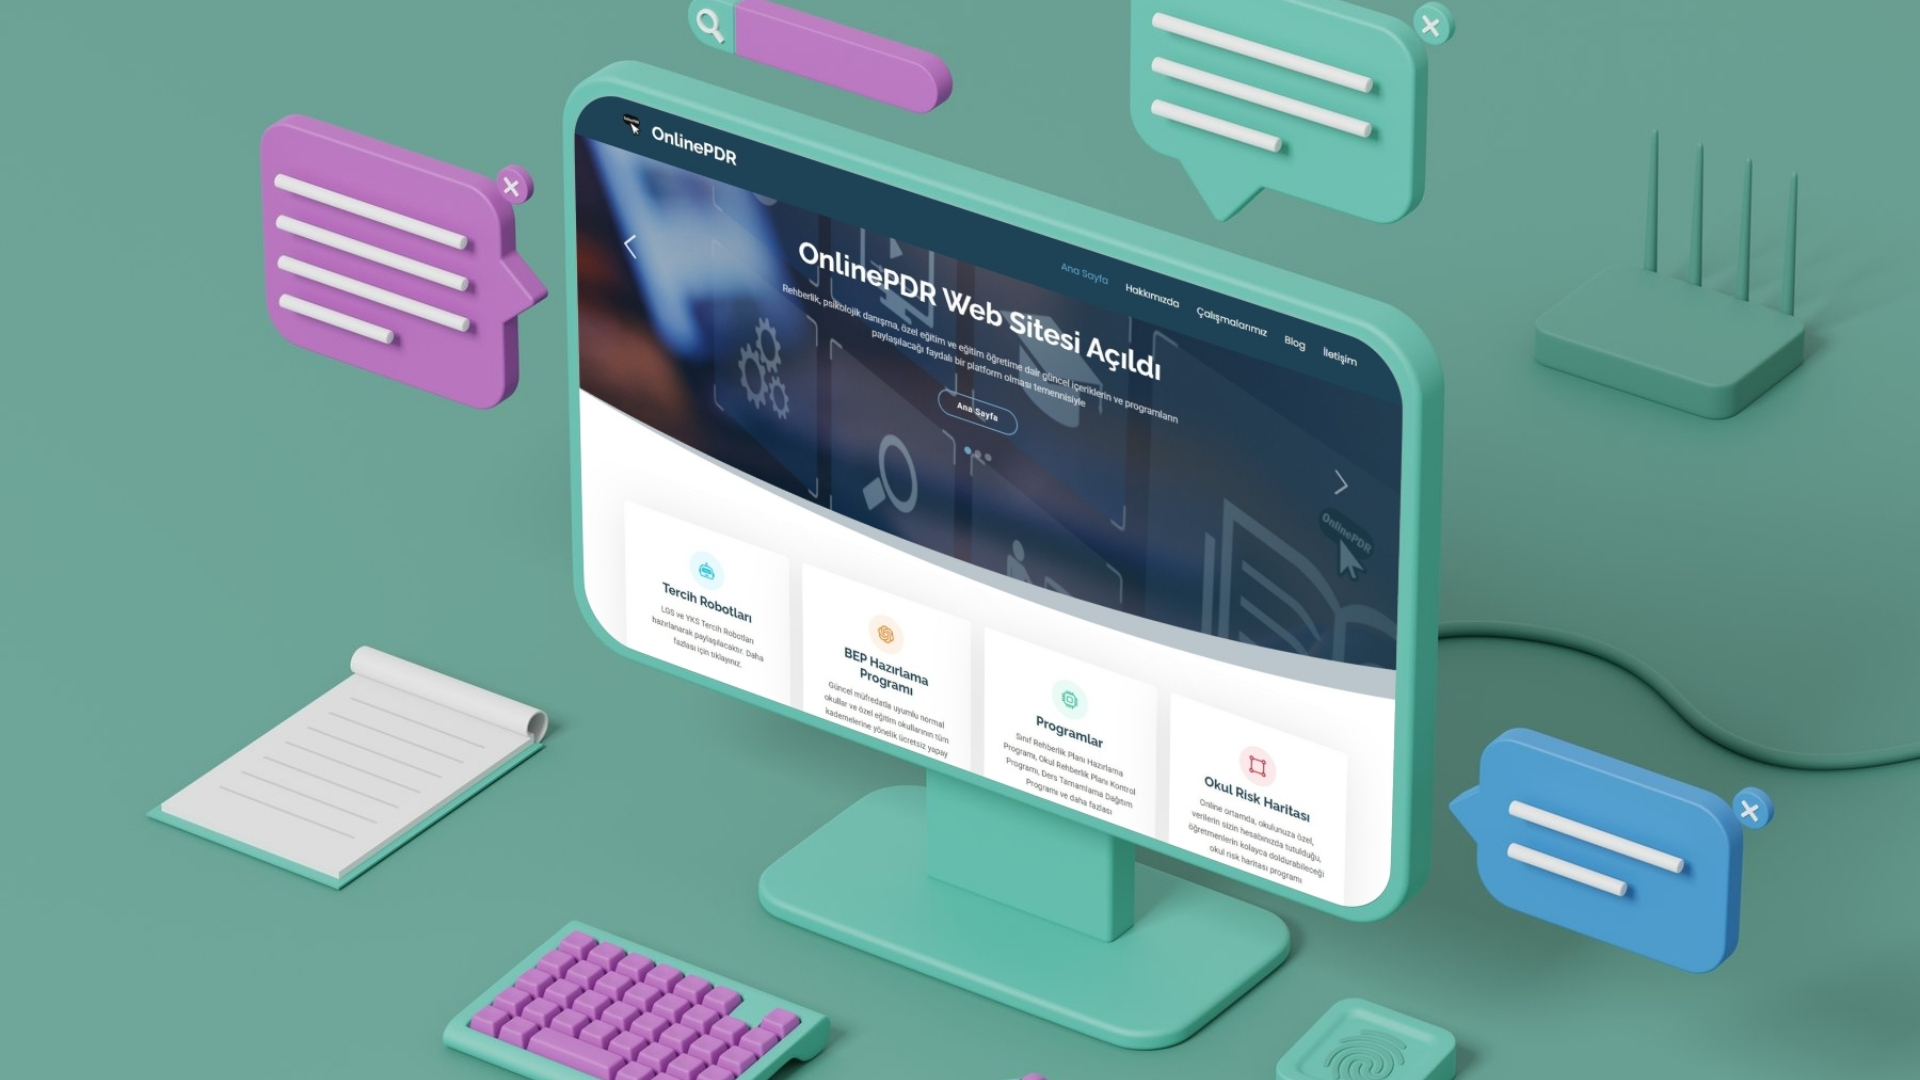 OnlinePDR
Ana Sayfa
Hakkımızda
Çalışmalarımız
Blog
İletişim
OnlinePDR Web Sitesi Açıldı
Rehberlik, psikolojik danışma, özel eğitim ve eğitim öğretime dair güncel içeriklerin ve programların
paylaşılacağı faydalı bir platform olması temennisiyle
Ana Sayfa
OnlinePDR
Tercih Robotları
LGS ve YKS Tercih Robotları
hazırlanarak paylaşılacaktır. Daha
fazlası için tıklayınız.
BEP Hazırlama
Programı
Güncel müfredatla uyumlu normal
okullar ve özel eğitim okullarının tüm
kademelerine yönelik ücretsiz yapay
Programlar
Sınıf Rehberlik Planı Hazırlama
Programı, Okul Rehberlik Planı Kontrol
Programı, Ders Tamamlama Dağıtım
Programı ve daha fazlası
Okul Risk Haritası
Online ortamda, okulunuza özel,
verilerin sizin hesabınızda tutulduğu,
öğretmenlerin kolayca doldurabileceği
okul risk haritası programı